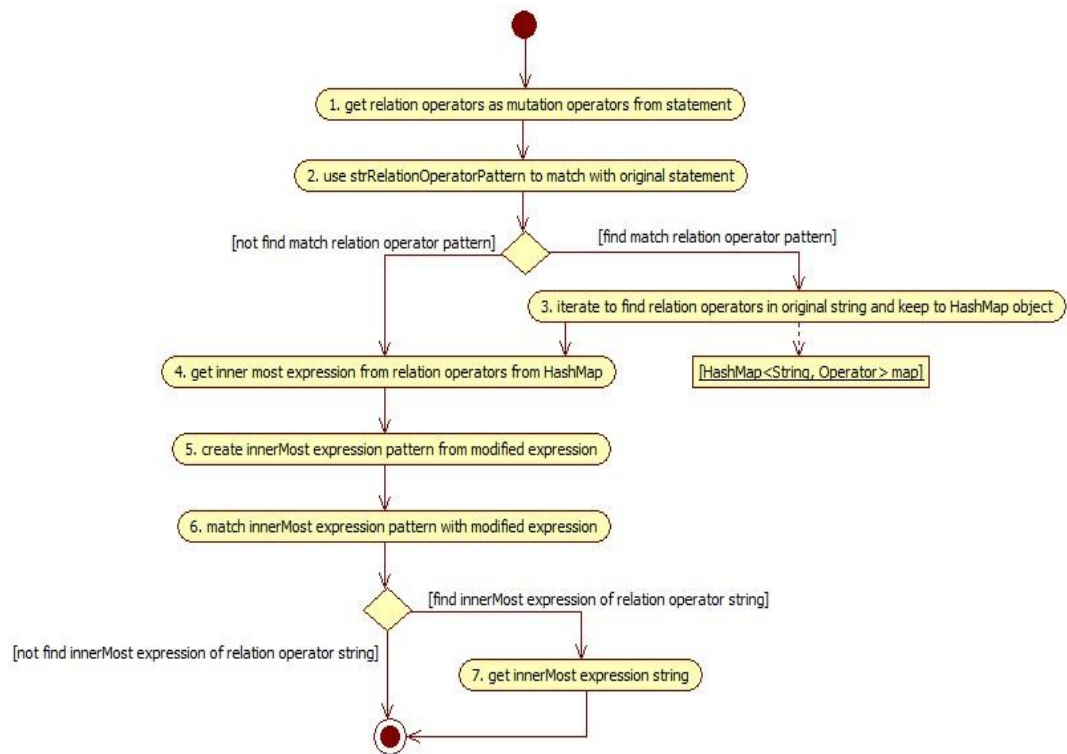 1. get relation operators as mutation operators from statement
2. use strRelationOperatorPattern to match with original statement
[not find match relation operator pattern]
[find match relation operator pattern]
3. iterate to find relation operators in original string and keep to HashMap object
4. get inner most expression from relation operators from HashMap
[HashMap<String, Operator> map]
5. create innerMost expression pattern from modified expression
6. match innerMost expression pattern with modified expression
[find innerMost expression of relation operator string]
[not find innerMost expression of relation operator string]
7. get innerMost expression string